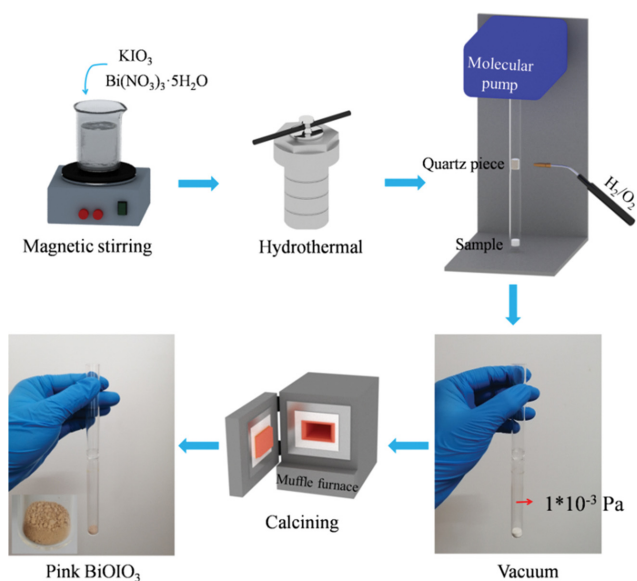 KIO₃
Bi(NO₃)₃·5H₂O
Magnetic stirring
Hydrothermal
Molecular
pump
Quartz piece
H₂/O₂
Sample
Pink BiOIO₃
Muffle furnace
Calcining
1*10⁻³ Pa
Vacuum